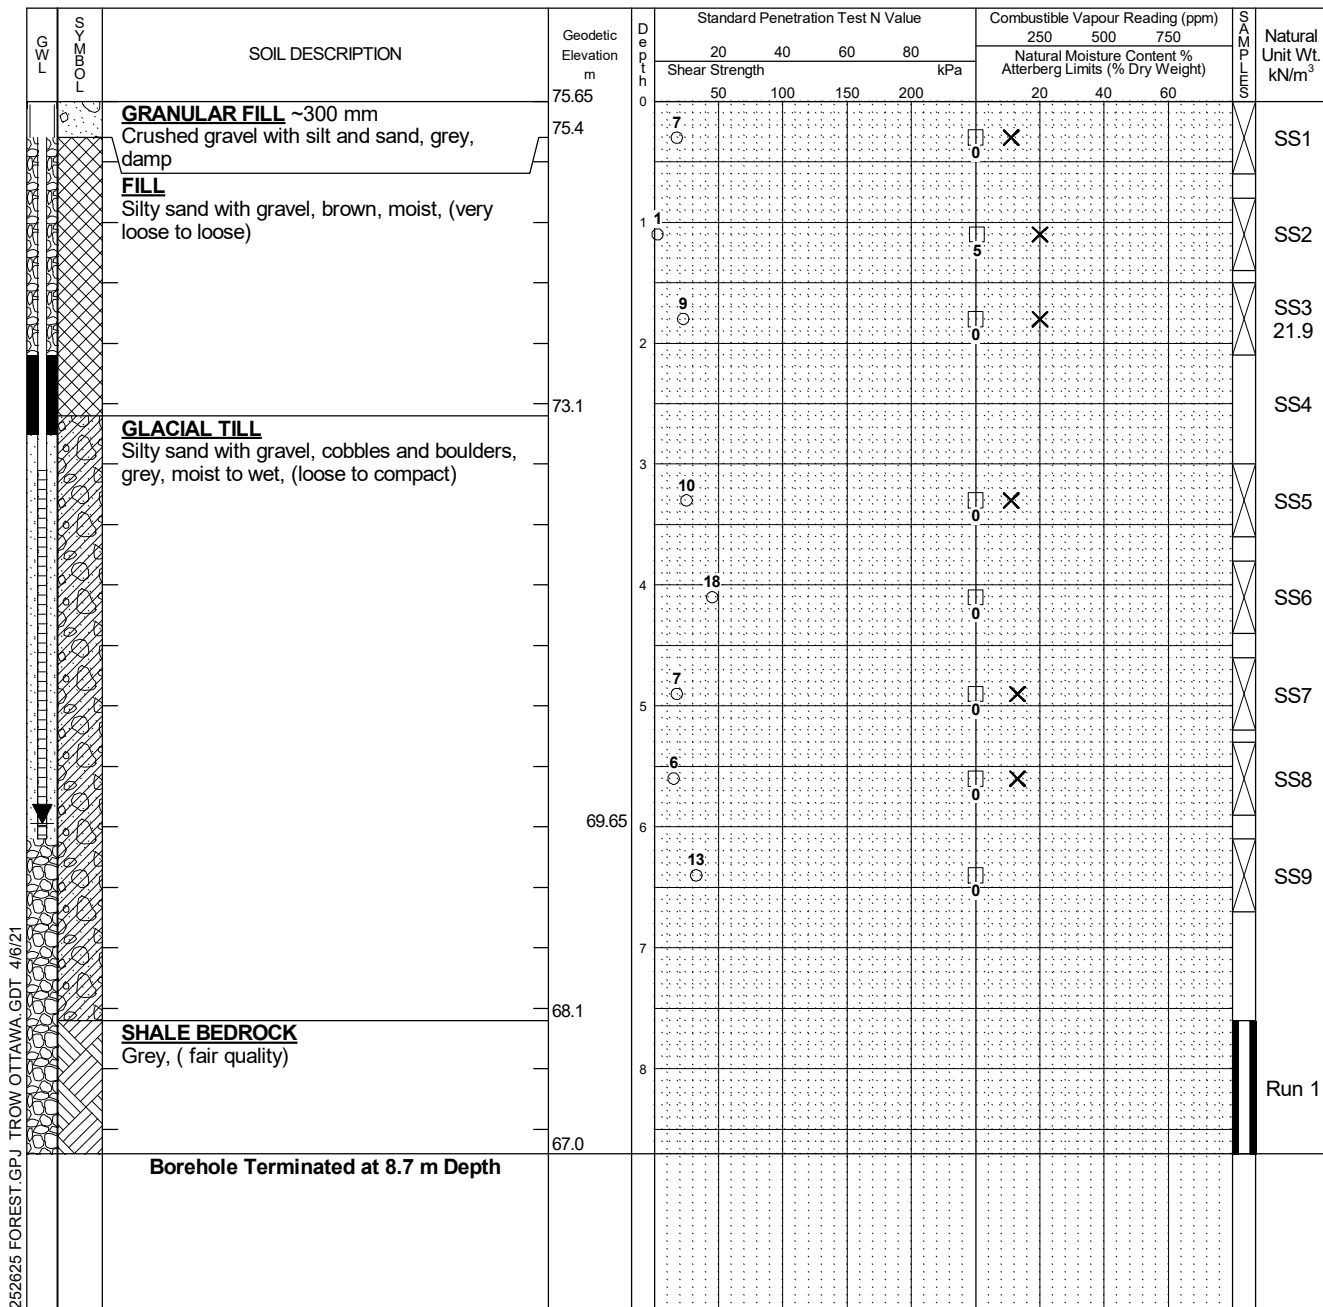 GWL
SYMBOL
SOIL DESCRIPTION
Geodetic
Elevation
m
Depth
Standard Penetration Test N Value
20 40 60 80
Shear Strength kPa
50 100 150 200
Combustible Vapour Reading (ppm)
250 500 750
Natural Moisture Content %
Atterberg Limits (% Dry Weight)
20 40 60
SAMPLES
Natural
Unit Wt.
kN/m³
75.65
0
GRANULAR FILL ~300 mm
Crushed gravel with silt and sand, grey,
damp
75.4
7
0
SS1
FILL
Silty sand with gravel, brown, moist, (very
loose to loose)
1
1
5
SS2
9
0
SS3
21.9
2
73.1
SS4
GLACIAL TILL
Silty sand with gravel, cobbles and boulders,
grey, moist to wet, (loose to compact)
3
10
0
SS5
18
4
0
SS6
7
0
5
SS7
6
0
SS8
69.65
6
13
0
SS9
7
68.1
SHALE BEDROCK
Grey, ( fair quality)
8
Run 1
67.0
Borehole Terminated at 8.7 m Depth
252625 FOREST.GPJ TROW OTTAWA.GDT 4/6/21